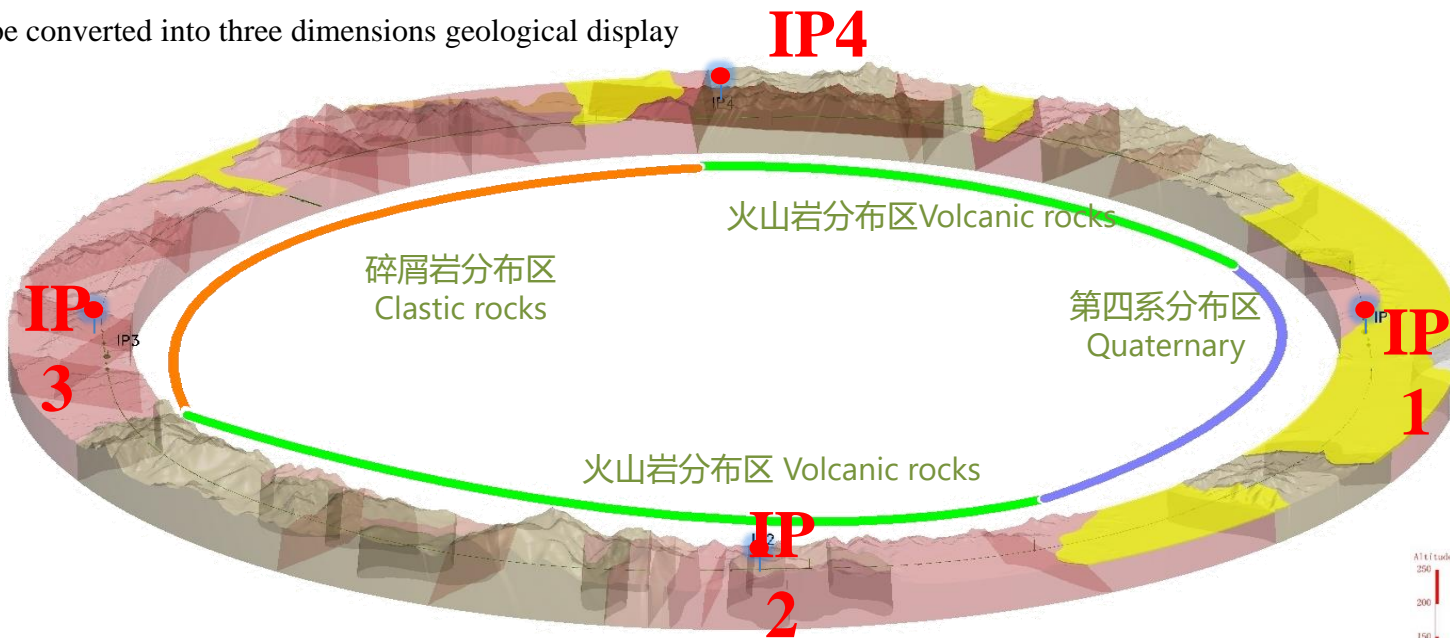 be converted into three dimensions geological display
IP4
IP4
火山岩分布区Volcanic rocks
碎屑岩分布区
Clastic rocks
第四系分布区
Quaternary
IP
3
IP3
IP
1
火山岩分布区 Volcanic rocks
IP
2
Altitude
250
200
150